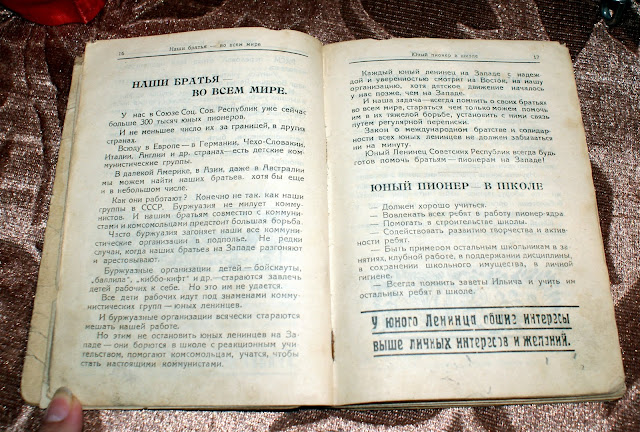 16
Наши братья — во всем мире
НАШИ БРАТЬЯ —
ВО ВСЕМ МИРЕ.
У нас в Союзе Соц. Сов. Республик уже сейчас
больше 300 тысяч юных пионеров.
И не меньшее число их за границей, в других
странах.
Всюду в Европе — в Германии, Чехо-Словакии,
Италии, Англии и др. странах—есть детские ком-
мунистические группы.
В далекой Америке, в Азии, даже в Австралии
мы можем найти наших братьев, хотя бы еще
и в небольшом числе.
Как они работают? Конечно не так, как наши
группы в СССР. Буржуазия не милует комму-
нистов. И нашим братьям совместно с коммуни-
стами и комсомольцами предстоит большая борьба.
Часто буржуазия загоняет наши все коммуни-
стические организации в подполье. Не редки
случаи, когда наших братьев на Западе разгоняют
и арестовывают.
Буржуазные организации детей — бойскауты,
„баллила", „киббо-кифт" и др.—стараются завлечь
детей рабочих к себе. Но это им не удается.
Все дети рабочих идут под знаменами комму-
нистических групп — юных ленинцев.
И буржуазные организации всячески стараются
мешать нашей работе.
Но этим не остановить юных ленинцев на За-
паде — они борются в школе с реакционным учи-
тельством, помогают комсомольцам, учатся, чтобы
стать настоящими коммунистами.
Юный пионер в школе
17
Каждый юный ленинец на Западе с надеж-
дой и уверенностью смотрит на Восток, на нашу
организацию, хотя детское движение началось
у нас позже, чем на Западе.
И наша задача—всегда помнить о своих братьях
во всем мире, стараться чем только можем помочь
им в их тяжелой борьбе, установить с ними связь
путем регулярной переписки.
Закон о международном братстве и солидар-
ности всех юных ленинцев не должен забываться
ни на минуту.
Юный Ленинец Советских Республик всегда будь
готов помочь братьям — пионерам на Западе!
ЮНЫЙ ПИОНЕР — В ШКОЛЕ
— Должен хорошо учиться.
— Вовлекать всех ребят в работу пионер-ядра.
— Помогать в строительстве школы.
— Содействовать развитию творчества и актив-
ности ребят.
— Быть примером остальным школьникам в за-
нятиях, клубной работе, в поддержании дисциплины,
в сохранении школьного имущества, в личной
гигиене.
— Всегда помнить заветы Ильича и учить им
остальных ребят в школе.
У юного Ленинца общие интересы
выше личных интересов и желаний.